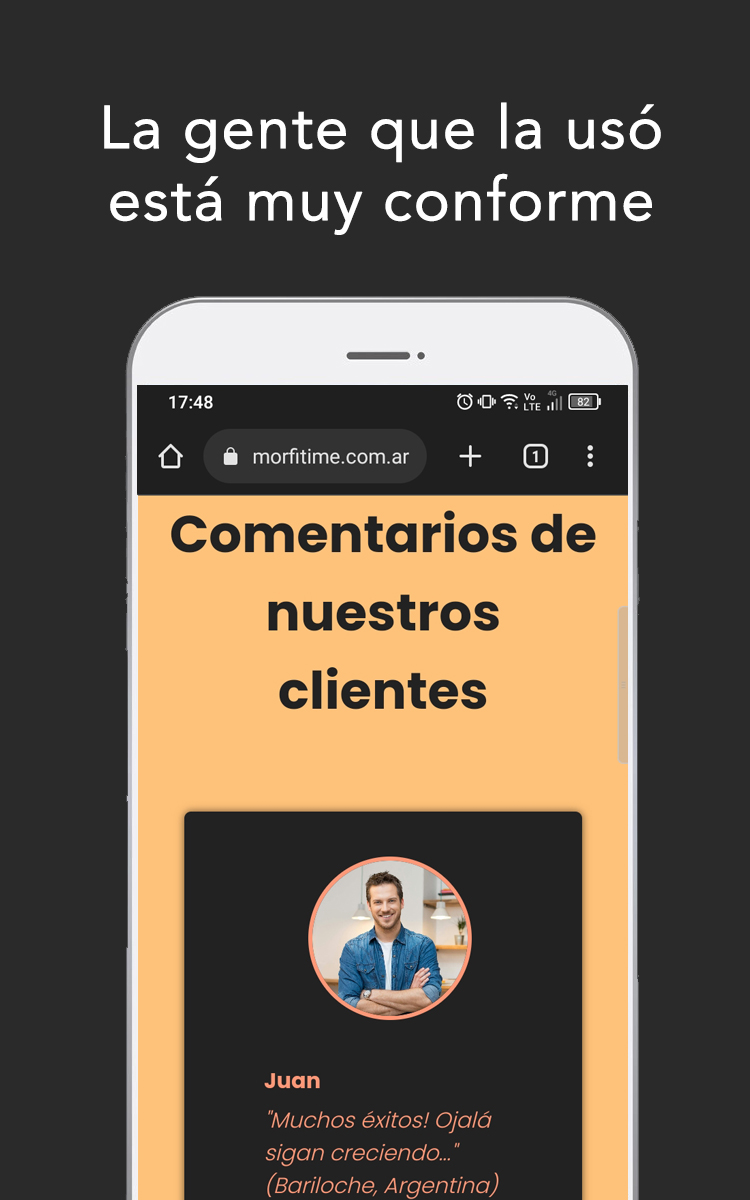 La gente que la usó
está muy conforme
17:48
Vo
LTE
4G
82
morfitime.com.ar
1
Comentarios de
nuestros
clientes
Juan
"Muchos éxitos! Ojalá
sigan creciendo..."
(Bariloche, Argentina)